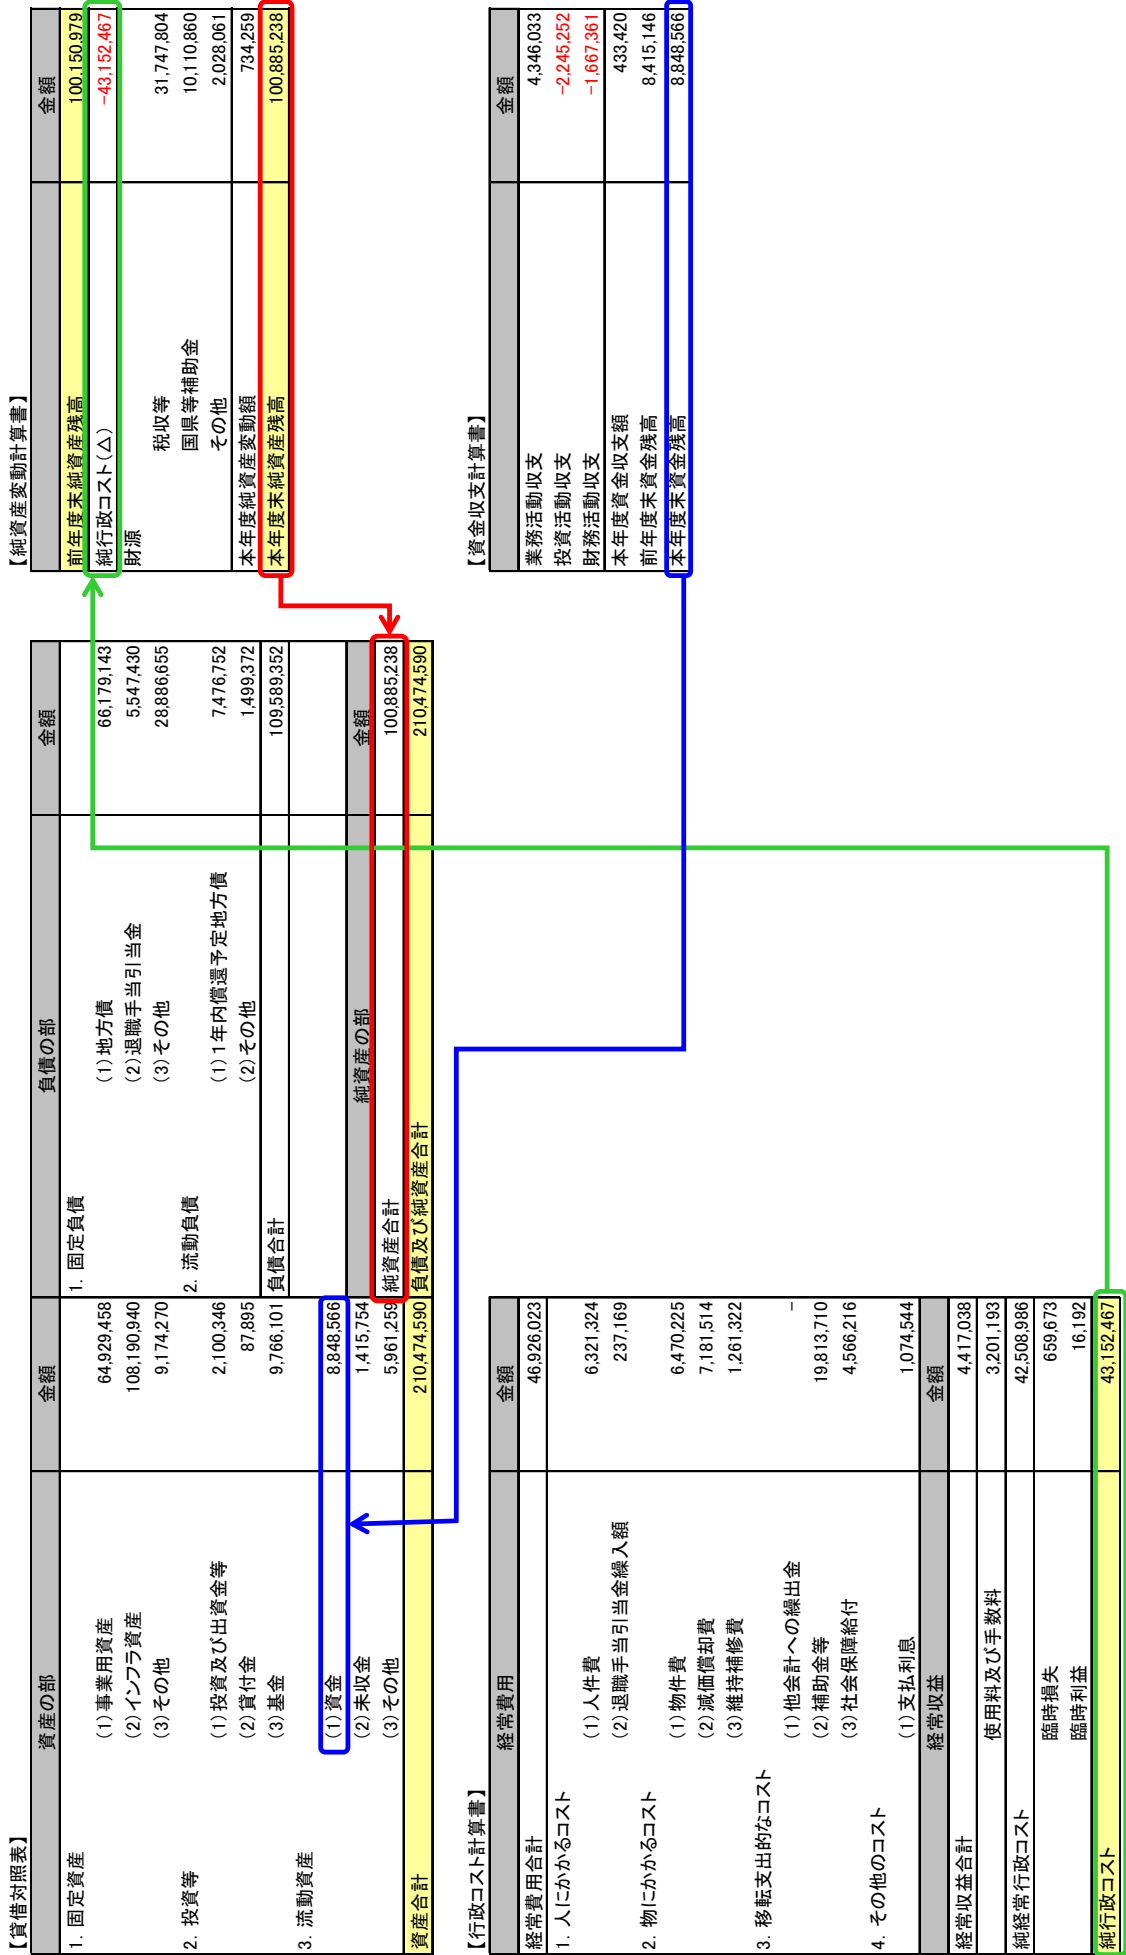 【貸借対照表】
資産の部 金額 負債の部 金額
1. 固定資産 1. 固定負債
(1)事業用資産 64,929,458 (1)地方債 66,179,143
(2)インフラ資産 108,190,940 (2)退職手当引当金 5,547,430
(3)その他 9,174,270 (3)その他 28,886,655
2. 投資等 2. 流動負債
(1)投資及び出資金等 2,100,346 (1)1年内償還予定地方債 7,476,752
(2)貸付金 87,895 (2)その他 1,499,372
(3)基金 9,766,101 負債合計 109,589,352
3. 流動資産
(1)資金 8,848,566
(2)未収金 1,415,754 純資産の部 金額
(3)その他 5,961,259 純資産合計 100,885,238
資産合計 210,474,590 負債及び純資産合計 210,474,590
【純資産変動計算書】
金額
前年度末純資産残高 100,150,979
純行政コスト(△) -43,152,467
財源
税収等 31,747,804
国県等補助金 10,110,860
その他 2,028,061
本年度純資産変動額 734,259
本年度末純資産残高 100,885,238
【行政コスト計算書】
経常費用 金額
経常費用合計 46,926,023
1. 人にかかるコスト
(1)人件費 6,321,324
(2)退職手当引当金繰入額 237,169
2. 物にかかるコスト
(1)物件費 6,470,225
(2)減価償却費 7,181,514
(3)維持補修費 1,261,322
3. 移転支出的なコスト
(1)他会計への繰出金 －
(2)補助金等 19,813,710
(3)社会保障給付 4,566,216
4. その他のコスト
(1)支払利息 1,074,544
経常収益 金額
経常収益合計 4,417,038
使用料及び手数料 3,201,193
純経常行政コスト 42,508,986
臨時損失 659,673
臨時利益 16,192
純行政コスト 43,152,467
【資金収支計算書】
金額
業務活動収支 4,346,033
投資活動収支 -2,245,252
財務活動収支 -1,667,361
本年度資金収支額 433,420
前年度末資金残高 8,415,146
本年度末資金残高 8,848,566